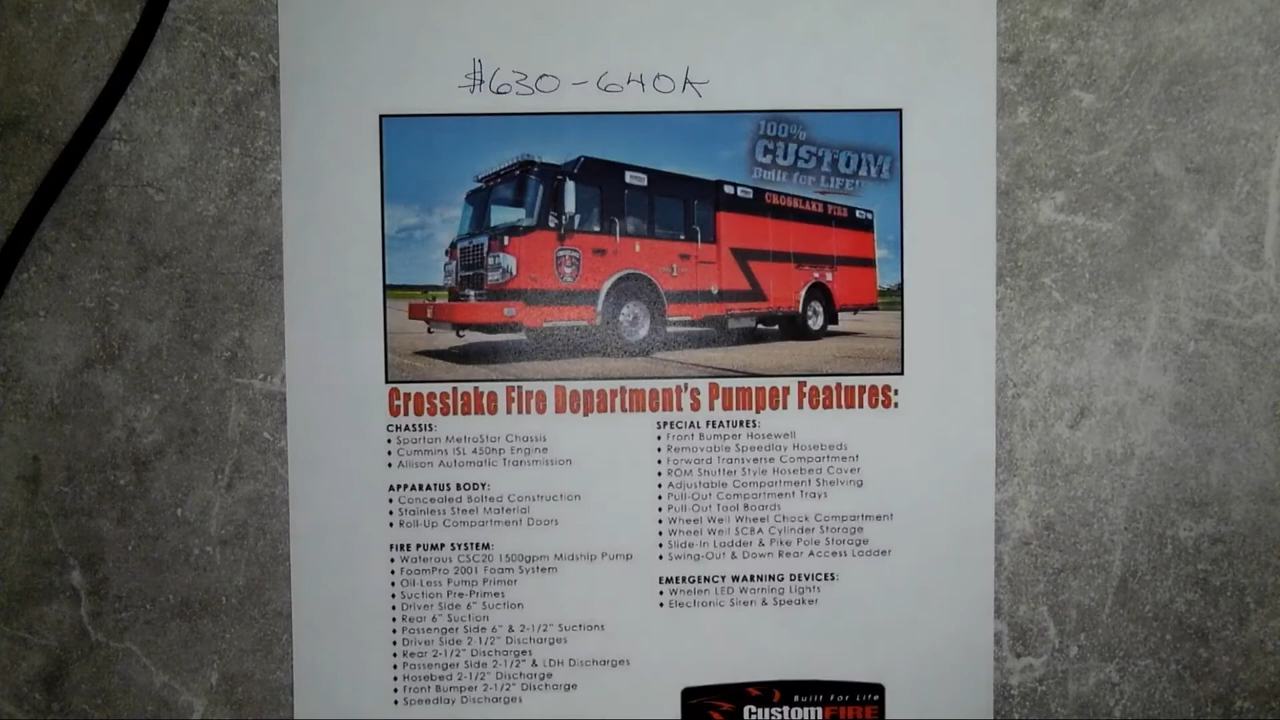 $630-640K
100%
CUSTOM
Built for LIFE!
CROSSLAKE FIRE
1
Crosslake Fire Department's Pumper Features:
CHASSIS:
♦ Spartan MetroStar Chassis
♦ Cummins ISL 450hp Engine
♦ Allison Automatic Transmission
APPARATUS BODY:
♦ Concealed Bolted Construction
♦ Stainless Steel Material
♦ Roll-Up Compartment Doors
FIRE PUMP SYSTEM:
♦ Waterous CSC20 1500gpm Midship Pump
♦ FoamPro 2001 Foam System
♦ Oil-Less Pump Primer
♦ Suction Pre-Primes
♦ Driver Side 6" Suction
♦ Rear 6" Suction
♦ Passenger Side 6" & 2-1/2" Suctions
♦ Driver Side 2-1/2" Discharges
♦ Rear 2-1/2" Discharges
♦ Passenger Side 2-1/2" & LDH Discharges
♦ Hosebed 2-1/2" Discharge
♦ Front Bumper 2-1/2" Discharge
♦ Speedlay Discharges
SPECIAL FEATURES:
♦ Front Bumper Hosewell
♦ Removable Speedlay Hosebeds
♦ Forward Transverse Compartment
♦ ROM Shutter Style Hosebed Cover
♦ Adjustable Compartment Shelving
♦ Pull-Out Compartment Trays
♦ Pull-Out Tool Boards
♦ Wheel Well Wheel Chock Compartment
♦ Wheel Well SCBA Cylinder Storage
♦ Slide-In Ladder & Pike Pole Storage
♦ Swing-Out & Down Rear Access Ladder
EMERGENCY WARNING DEVICES:
♦ Whelen LED Warning Lights
♦ Electronic Siren & Speaker
Built For Life
CustomFIRE